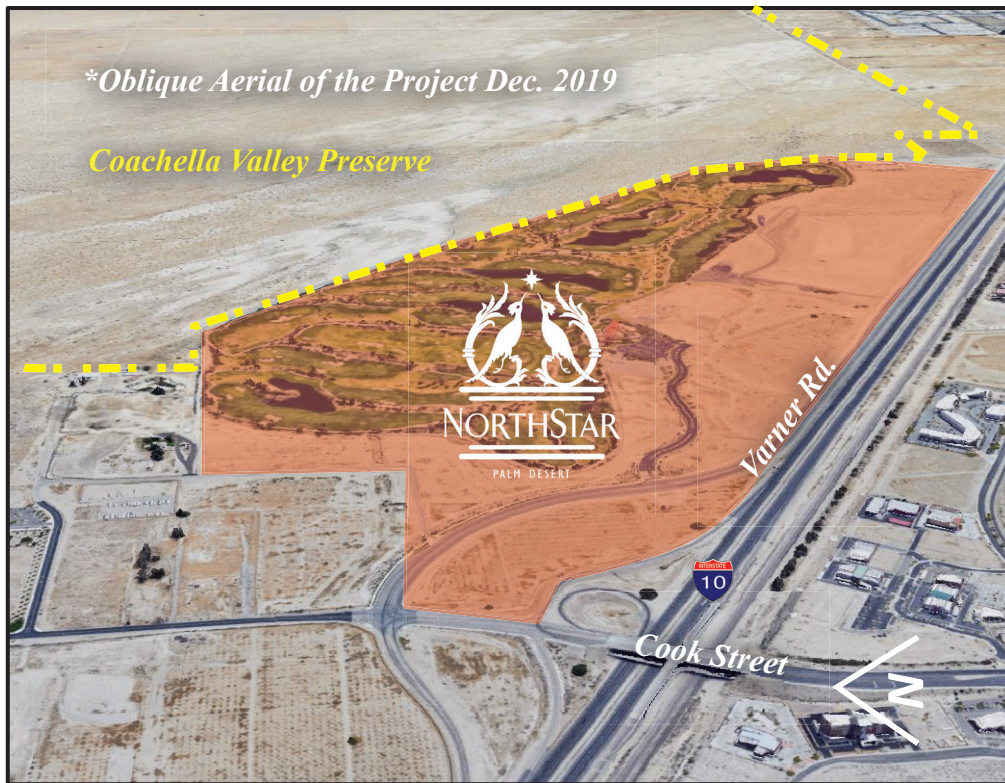 *Oblique Aerial of the Project Dec. 2019
Coachella Valley Preserve
NORTHSTAR
PALM DESERT
Varner Rd.
INTERSTATE
10
Cook Street
N